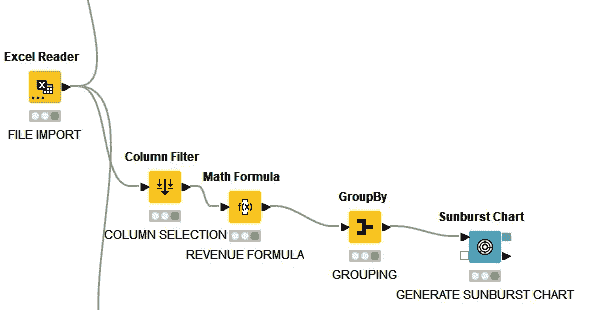 Excel Reader
X
FILE IMPORT
Column Filter
COLUMN SELECTION
Math Formula
f(x)
REVENUE FORMULA
GroupBy
GROUPING
Sunburst Chart
GENERATE SUNBURST CHART